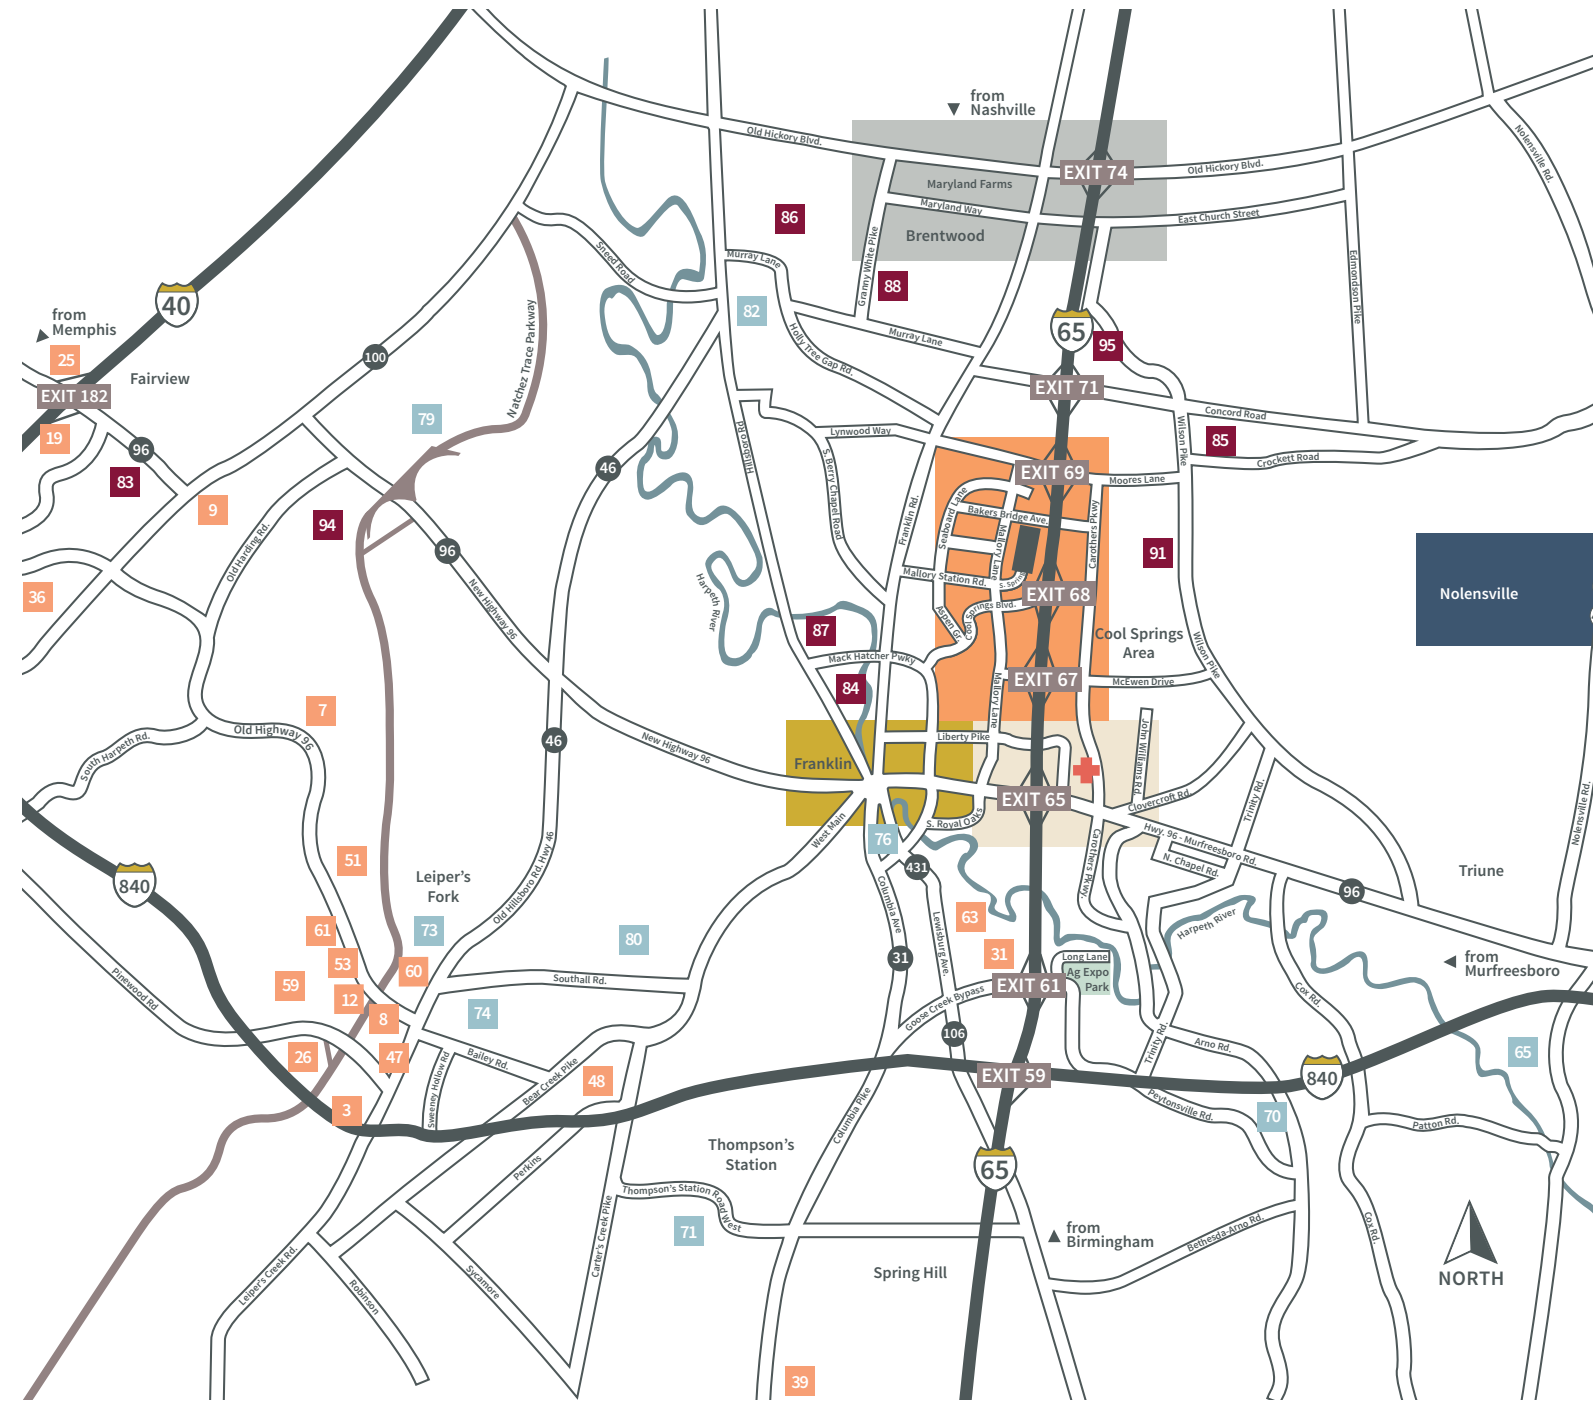 from
Nashville
Old Hickory Blvd.
EXIT 74
Old Hickory Blvd.
Nolensville Rd.
Maryland Farms
Maryland Way
East Church Street
86
Brentwood
Granny White Pike
Sneed Road
Murray Lane
Edmondson Pike
88
40
82
65
from
Memphis
Natchez Trace Parkway
Holly Tree Gap Rd.
Murray Lane
95
25
100
Fairview
EXIT 71
EXIT 182
79
Concord Road
19
96
Hillsboro Rd
Lynwood Way
Wilson Pike
85
Crockett Road
46
EXIT 69
Moores Lane
83
S. Berry Chapel Road
Seaboard Lane
9
94
Franklin Rd.
Bakers Bridge Ave.
Mallory Lane
Carothers Pkwy
Old Harding Rd.
96
91
36
New Highway 96
Harpeth River
Mallory Station Rd.
S. Spring
EXIT 68
Nolensville
Aspen Gr.
Cool
Springs Blvd.
87
Cool Springs
Area
Mack Hatcher Pwky
Wilson Pike
84
EXIT 67
McEwen Drive
Mallory Lane
7
South Harpeth Rd.
Old Highway 96
46
New Highway 96
Liberty Pike
John Williams Rd.
Franklin
EXIT 65
Clovercroft Rd.
Trinity Rd.
Nolensville Rd.
West Main
S. Royal Oaks
76
Hwy. 96 - Murfreesboro Rd.
N. Chapel Rd.
51
840
Leiper's
Fork
Old Hillsboro Rd. Hwy 46
431
Columbia Ave
Carothers Pkwy.
Triune
96
61
73
80
63
Lewisburg Ave.
Harpeth River
53
60
31
31
Long Lane
Ag Expo
Park
from
Murfreesboro
59
12
Southall Rd.
EXIT 61
Pinewood Rd
8
74
Goose Creek Bypass
Cox Rd.
106
26
47
Bailey Rd.
Trinity Rd.
Arno Rd.
65
Sweeney Hollow Rd
Bear Creek Pike
48
EXIT 59
840
3
Columbia Pike
Peytonsville Rd.
70
Patton Rd.
Thompson's
Station
Perkins
65
Thompson's Station Road West
Carter's Creek Pike
71
from
Birmingham
Bethesda-Arno Rd.
Cox Rd.
Leiper's Creek Rd.
Robinson
Sycamore
Spring Hill
NORTH
39